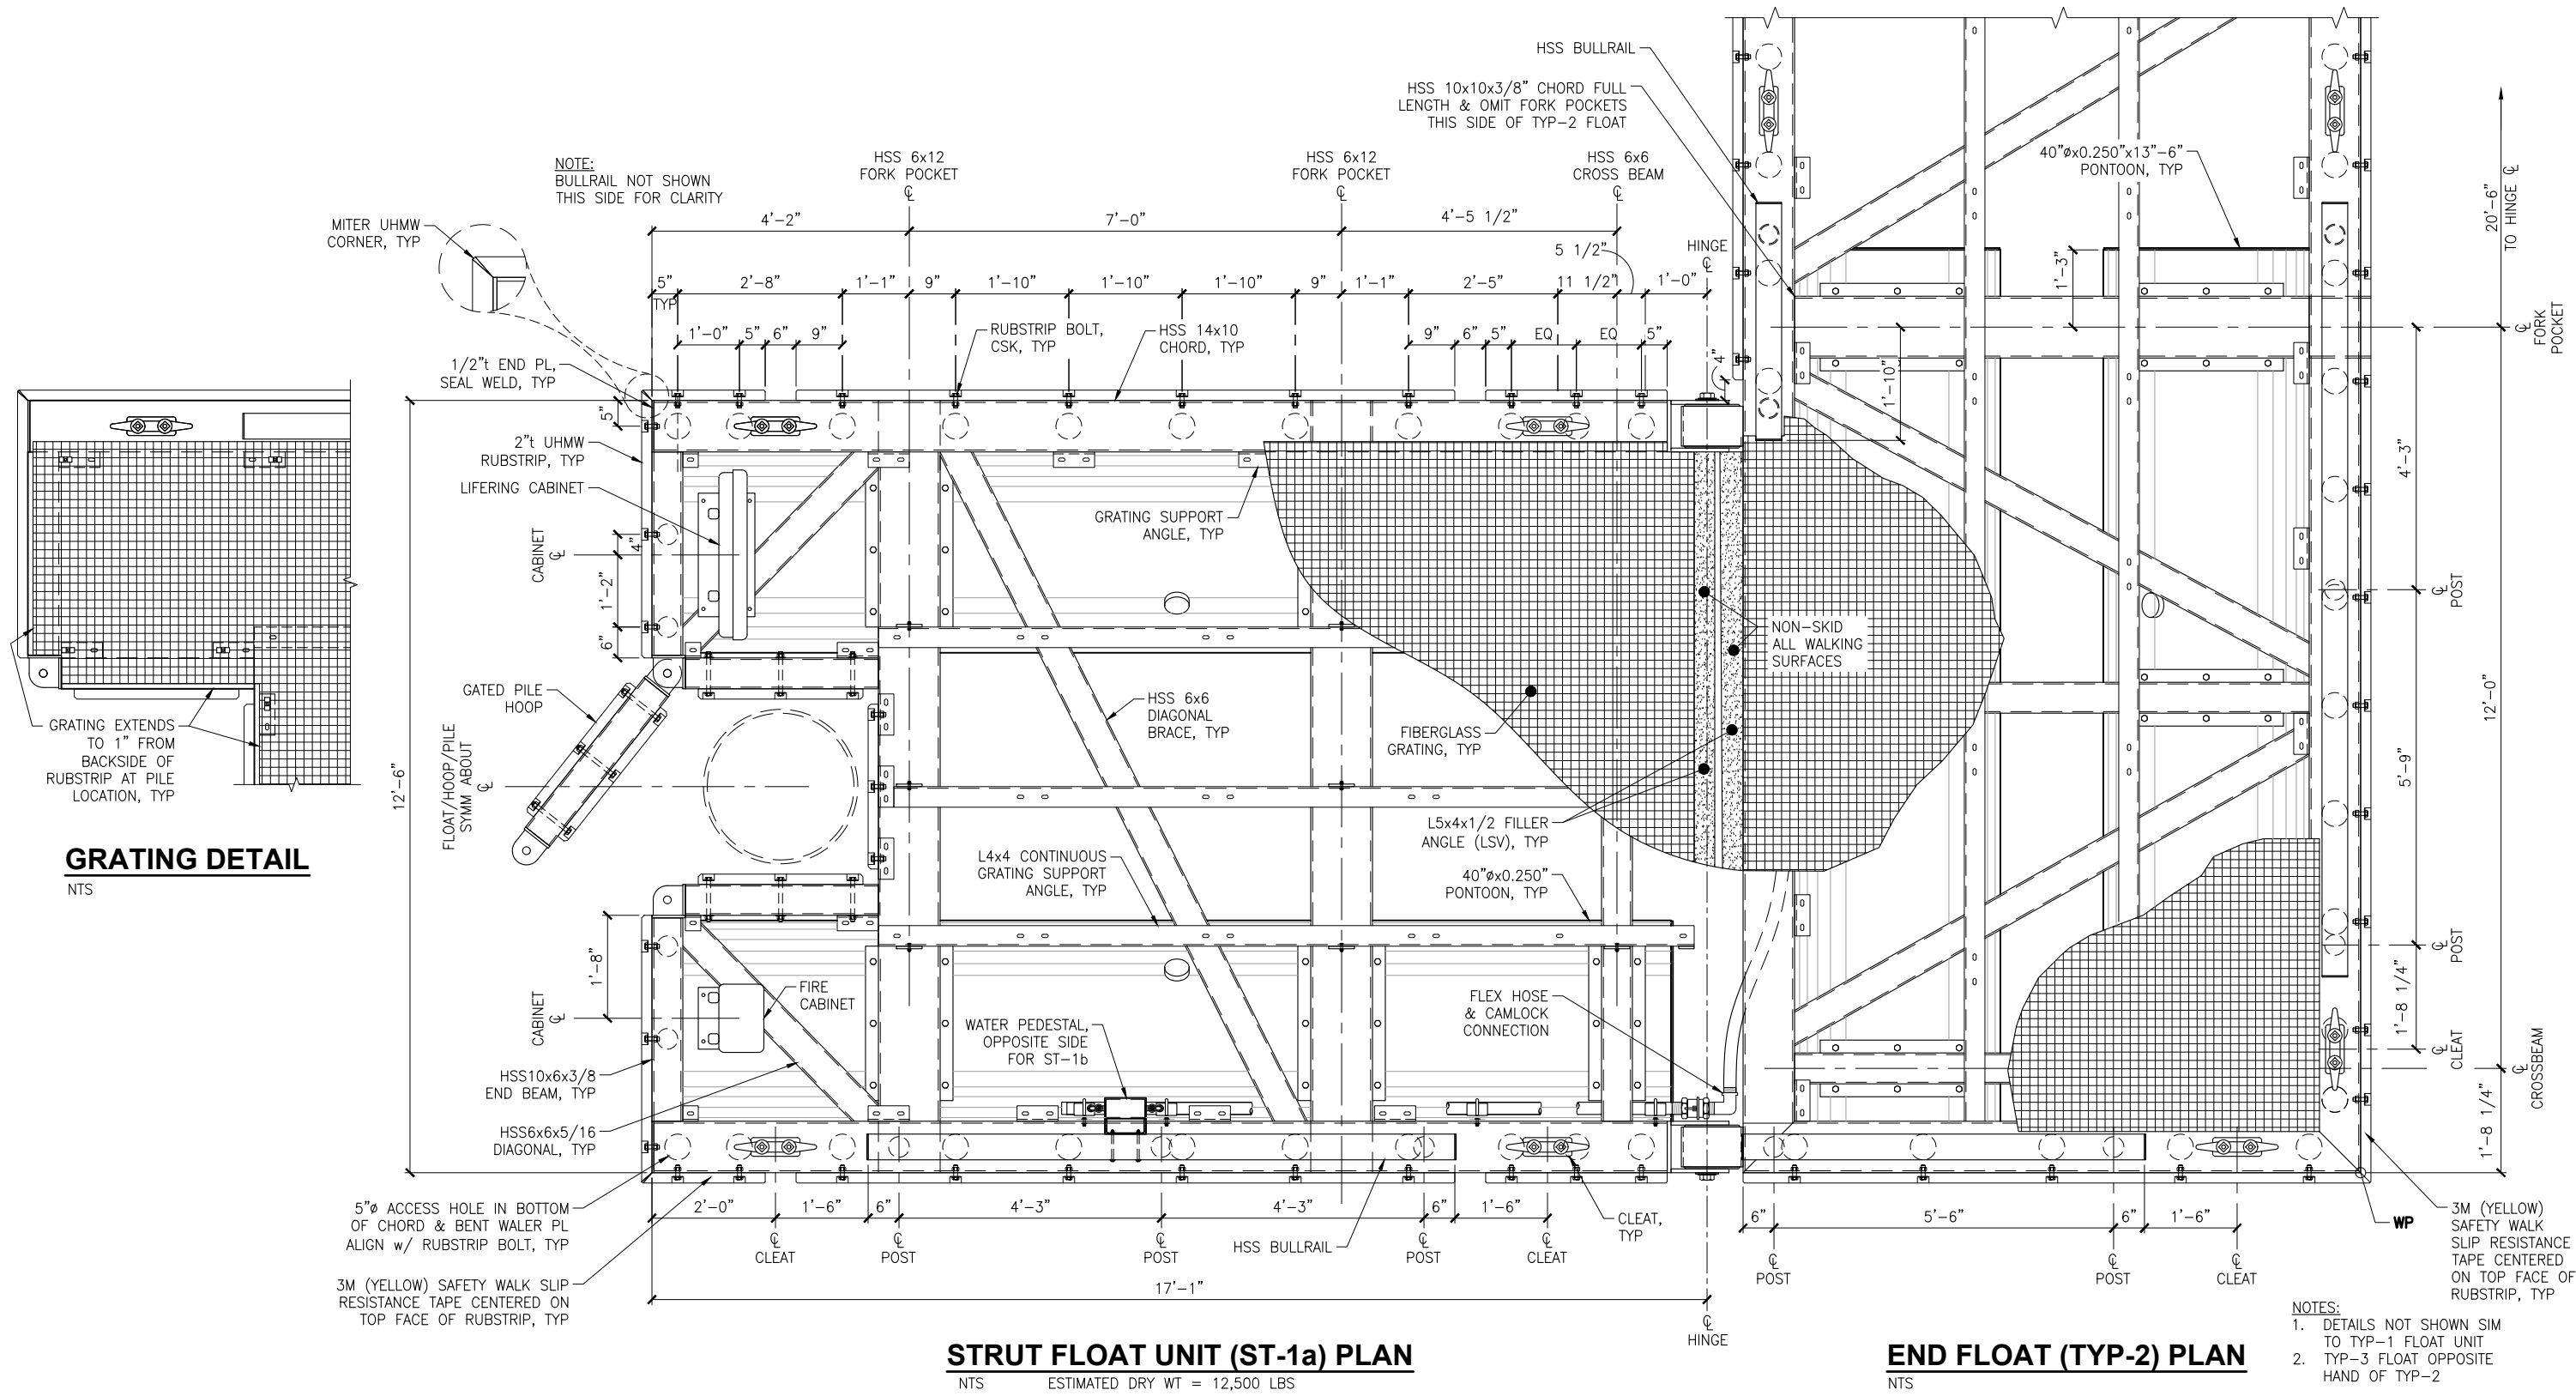 HSS BULLRAIL
HSS 10x10x3/8" CHORD FULL
LENGTH & OMIT FORK POCKETS
THIS SIDE OF TYP-2 FLOAT
40"øx0.250"x13"-6"
PONTOON, TYP
20'-6"
TO HINGE ℄
NOTE:
BULLRAIL NOT SHOWN
THIS SIDE FOR CLARITY
HSS 6x12
FORK POCKET
℄
HSS 6x12
FORK POCKET
℄
HSS 6x6
CROSS BEAM
℄
MITER UHMW
CORNER, TYP
4'-2"
7'-0"
4'-5 1/2"
5 1/2"
HINGE
℄
5"
TYP
2'-8"
1'-1"
9"
1'-10"
1'-10"
1'-10"
9"
1'-1"
2'-5"
11 1/2"
1'-0"
1'-3"
1'-0"
5"
6"
9"
RUBSTRIP BOLT,
CSK, TYP
HSS 14x10
CHORD, TYP
9"
6"
5"
EQ
EQ
5"
4"
1'-10"
℄
FORK
POCKET
1/2"t END PL,
SEAL WELD, TYP
5"
2"t UHMW
RUBSTRIP, TYP
LIFERING CABINET
CABINET
℄
4"
1'-2"
6"
GRATING SUPPORT
ANGLE, TYP
4'-3"
℄
POST
NON-SKID
ALL WALKING
SURFACES
GATED PILE
HOOP
HSS 6x6
DIAGONAL
BRACE, TYP
FIBERGLASS
GRATING, TYP
12'-0"
5'-9"
GRATING EXTENDS
TO 1" FROM
BACKSIDE OF
RUBSTRIP AT PILE
LOCATION, TYP
12'-6"
FLOAT/HOOP/PILE
SYMM ABOUT
℄
L5x4x1/2 FILLER
ANGLE (LSV), TYP
GRATING DETAIL
NTS
L4x4 CONTINUOUS
GRATING SUPPORT
ANGLE, TYP
40"øx0.250"
PONTOON, TYP
℄
POST
1'-8"
CABINET
℄
FIRE
CABINET
WATER PEDESTAL,
OPPOSITE SIDE
FOR ST-1b
FLEX HOSE
& CAMLOCK
CONNECTION
1'-8 1/4"
℄
CLEAT
℄
CROSSBEAM
1'-8 1/4"
HSS10x6x3/8
END BEAM, TYP
HSS6x6x5/16
DIAGONAL, TYP
5"ø ACCESS HOLE IN BOTTOM
OF CHORD & BENT WALER PL
ALIGN w/ RUBSTRIP BOLT, TYP
2'-0"
1'-6"
6"
4'-3"
4'-3"
6"
1'-6"
CLEAT,
TYP
6"
5'-6"
6"
1'-6"
WP
3M (YELLOW)
SAFETY WALK
SLIP RESISTANCE
TAPE CENTERED
ON TOP FACE OF
RUBSTRIP, TYP
℄
CLEAT
℄
POST
℄
POST
HSS BULLRAIL
℄
POST
℄
CLEAT
℄
POST
℄
POST
℄
CLEAT
3M (YELLOW) SAFETY WALK SLIP
RESISTANCE TAPE CENTERED ON
TOP FACE OF RUBSTRIP, TYP
17'-1"
℄
HINGE
STRUT FLOAT UNIT (ST-1a) PLAN
NTS ESTIMATED DRY WT = 12,500 LBS
END FLOAT (TYP-2) PLAN
NTS
NOTES:
1. DETAILS NOT SHOWN SIM
TO TYP-1 FLOAT UNIT
2. TYP-3 FLOAT OPPOSITE
HAND OF TYP-2